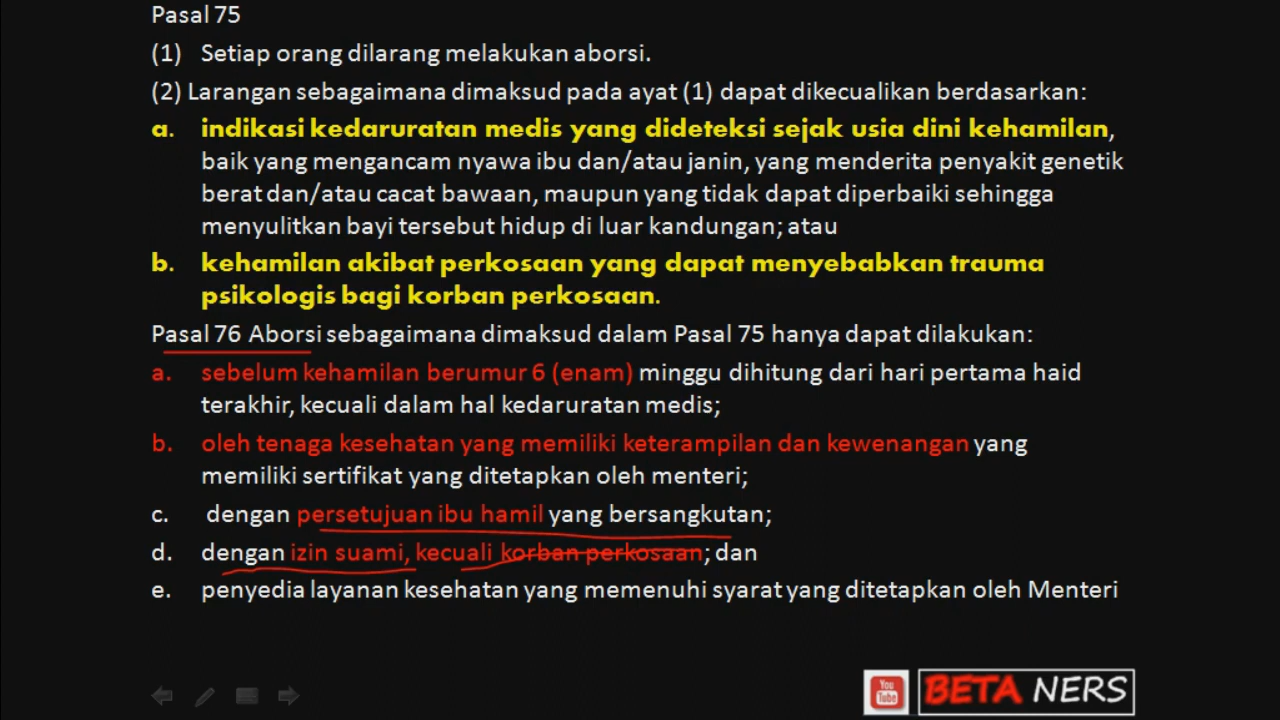 Pasal 75
(1) Setiap orang dilarang melakukan aborsi.
(2) Larangan sebagaimana dimaksud pada ayat (1) dapat dikecualikan berdasarkan:
a. indikasi kedaruratan medis yang dideteksi sejak usia dini kehamilan,
baik yang mengancam nyawa ibu dan/atau janin, yang menderita penyakit genetik
berat dan/atau cacat bawaan, maupun yang tidak dapat diperbaiki sehingga
menyulitkan bayi tersebut hidup di luar kandungan; atau
b. kehamilan akibat perkosaan yang dapat menyebabkan trauma
psikologis bagi korban perkosaan.
Pasal 76 Aborsi sebagaimana dimaksud dalam Pasal 75 hanya dapat dilakukan:
a. sebelum kehamilan berumur 6 (enam) minggu dihitung dari hari pertama haid
terakhir, kecuali dalam hal kedaruratan medis;
b. oleh tenaga kesehatan yang memiliki keterampilan dan kewenangan yang
memiliki sertifikat yang ditetapkan oleh menteri;
c. dengan persetujuan ibu hamil yang bersangkutan;
d. dengan izin suami, kecuali korban perkosaan; dan
e. penyedia layanan kesehatan yang memenuhi syarat yang ditetapkan oleh Menteri
You Tube BETA NERS